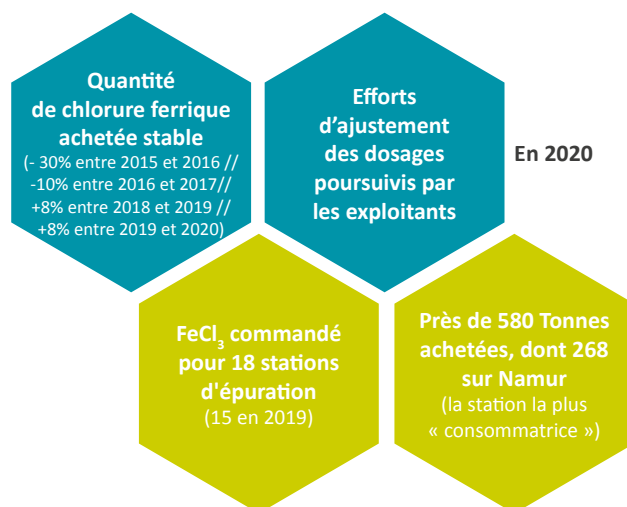 Quantité
de chlorure ferrique
achetée stable
(- 30% entre 2015 et 2016 //
-10% entre 2016 et 2017//
+8% entre 2018 et 2019 //
+8% entre 2019 et 2020)
Efforts
d’ajustement
des dosages
poursuivis par
les exploitants
En 2020
FeCl₃ commandé
pour 18 stations
d'épuration
(15 en 2019)
Près de 580 Tonnes
achetées, dont 268
sur Namur
(la station la plus
« consommatrice »)